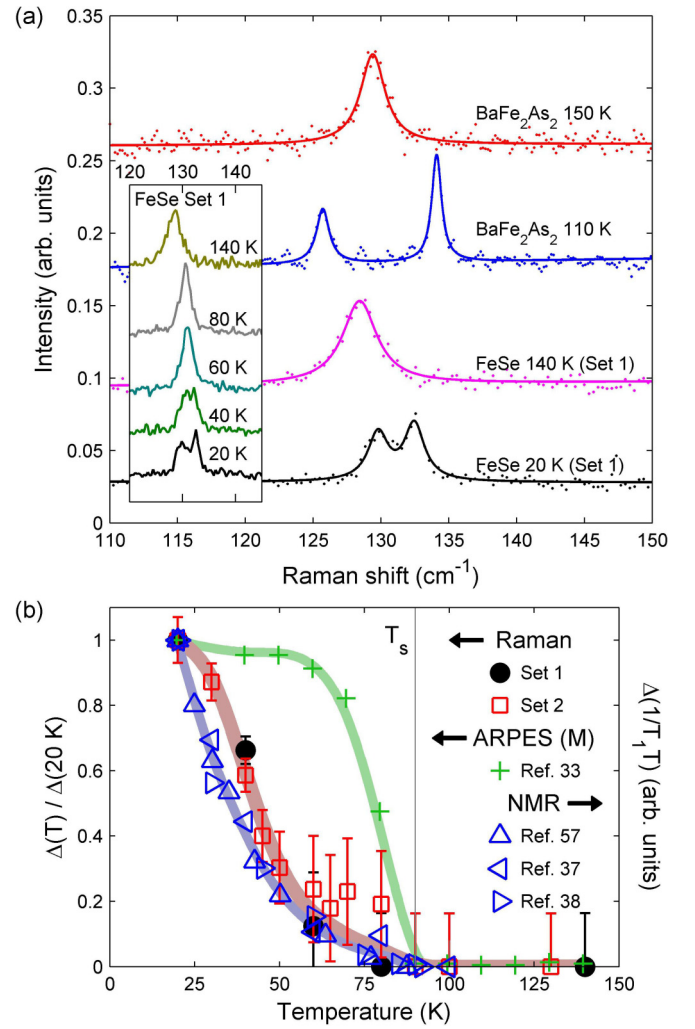 (a)
0.35
0.3
0.25
0.2
0.15
0.1
0.05
0
Intensity (arb. units)
BaFe₂As₂ 150 K
BaFe₂As₂ 110 K
FeSe 140 K (Set 1)
FeSe 20 K (Set 1)
120 130 140
FeSe Set 1
140 K
80 K
60 K
40 K
20 K
110 115 120 125 130 135 140 145 150
Raman shift (cm⁻¹)
(b)
1
0.8
0.6
0.4
0.2
0
Δ(T) / Δ(20 K)
Tₛ
Raman
Set 1
Set 2
ARPES (M)
Ref. 33
NMR
Ref. 57
Ref. 37
Ref. 38
Δ(1/T₁T) (arb. units)
0 25 50 75 100 125 150
Temperature (K)